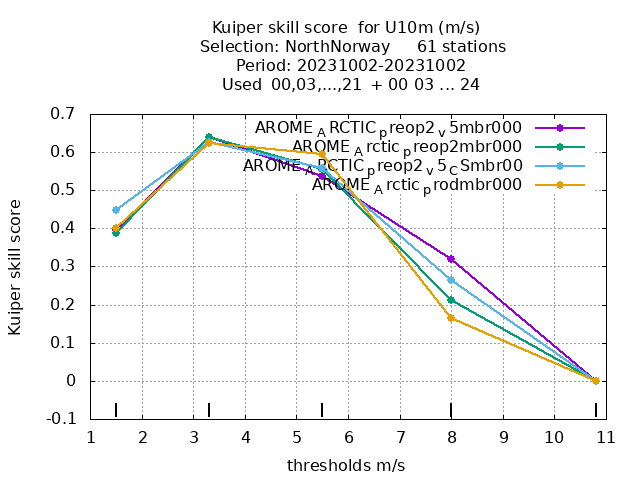 Kuiper skill score for U10m (m/s)
Selection: NorthNorway 61 stations
Period: 20231002-20231002
Used 00,03,...,21 + 00 03 ... 24
AROME_ARCTIC_preop2_v5mbr000
AROME_Arctic_preop2mbr000
AROME_ARCTIC_preop2_v5_CSmbr00
AROME_Arctic_prodmbr000
0.7
0.6
0.5
0.4
0.3
0.2
0.1
0
-0.1
Kuiper skill score
1 2 3 4 5 6 7 8 9 10 11
thresholds m/s